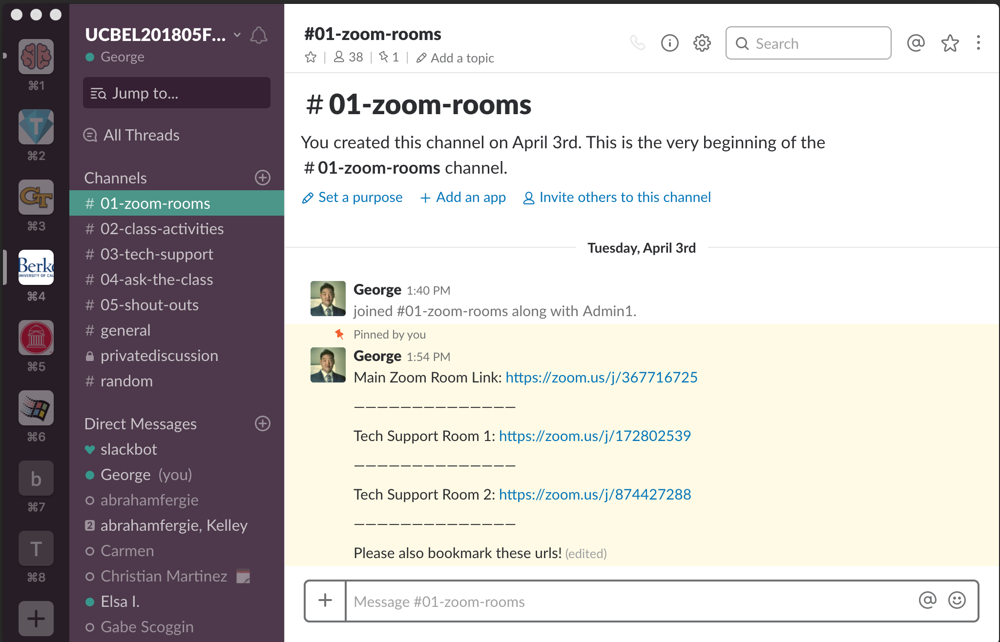 ⌘1
T
⌘2
GT
⌘3
Berke
UNIVERSITY OF CAL
⌘4
⌘5
⌘6
b
⌘7
T
⌘8
+
UCBEL201805F...
George
Jump to...
All Threads
Channels
# 01-zoom-rooms
# 02-class-activities
# 03-tech-support
# 04-ask-the-class
# 05-shout-outs
# general
privatediscussion
# random
Direct Messages
slackbot
George (you)
abrahamfergie
2 abrahamfergie, Kelley
Carmen
Christian Martinez
Elsa I.
Gabe Scoggin
#01-zoom-rooms
38 | 1 | Add a topic
Search
# 01-zoom-rooms
You created this channel on April 3rd. This is the very beginning of the
# 01-zoom-rooms channel.
Set a purpose + Add an app Invite others to this channel
Tuesday, April 3rd
George 1:40 PM
joined #01-zoom-rooms along with Admin1.
Pinned by you
George 1:54 PM
Main Zoom Room Link: https://zoom.us/j/367716725
——————————————
Tech Support Room 1: https://zoom.us/j/172802539
——————————————
Tech Support Room 2: https://zoom.us/j/874427288
——————————————
Please also bookmark these urls! (edited)
+ Message #01-zoom-rooms @